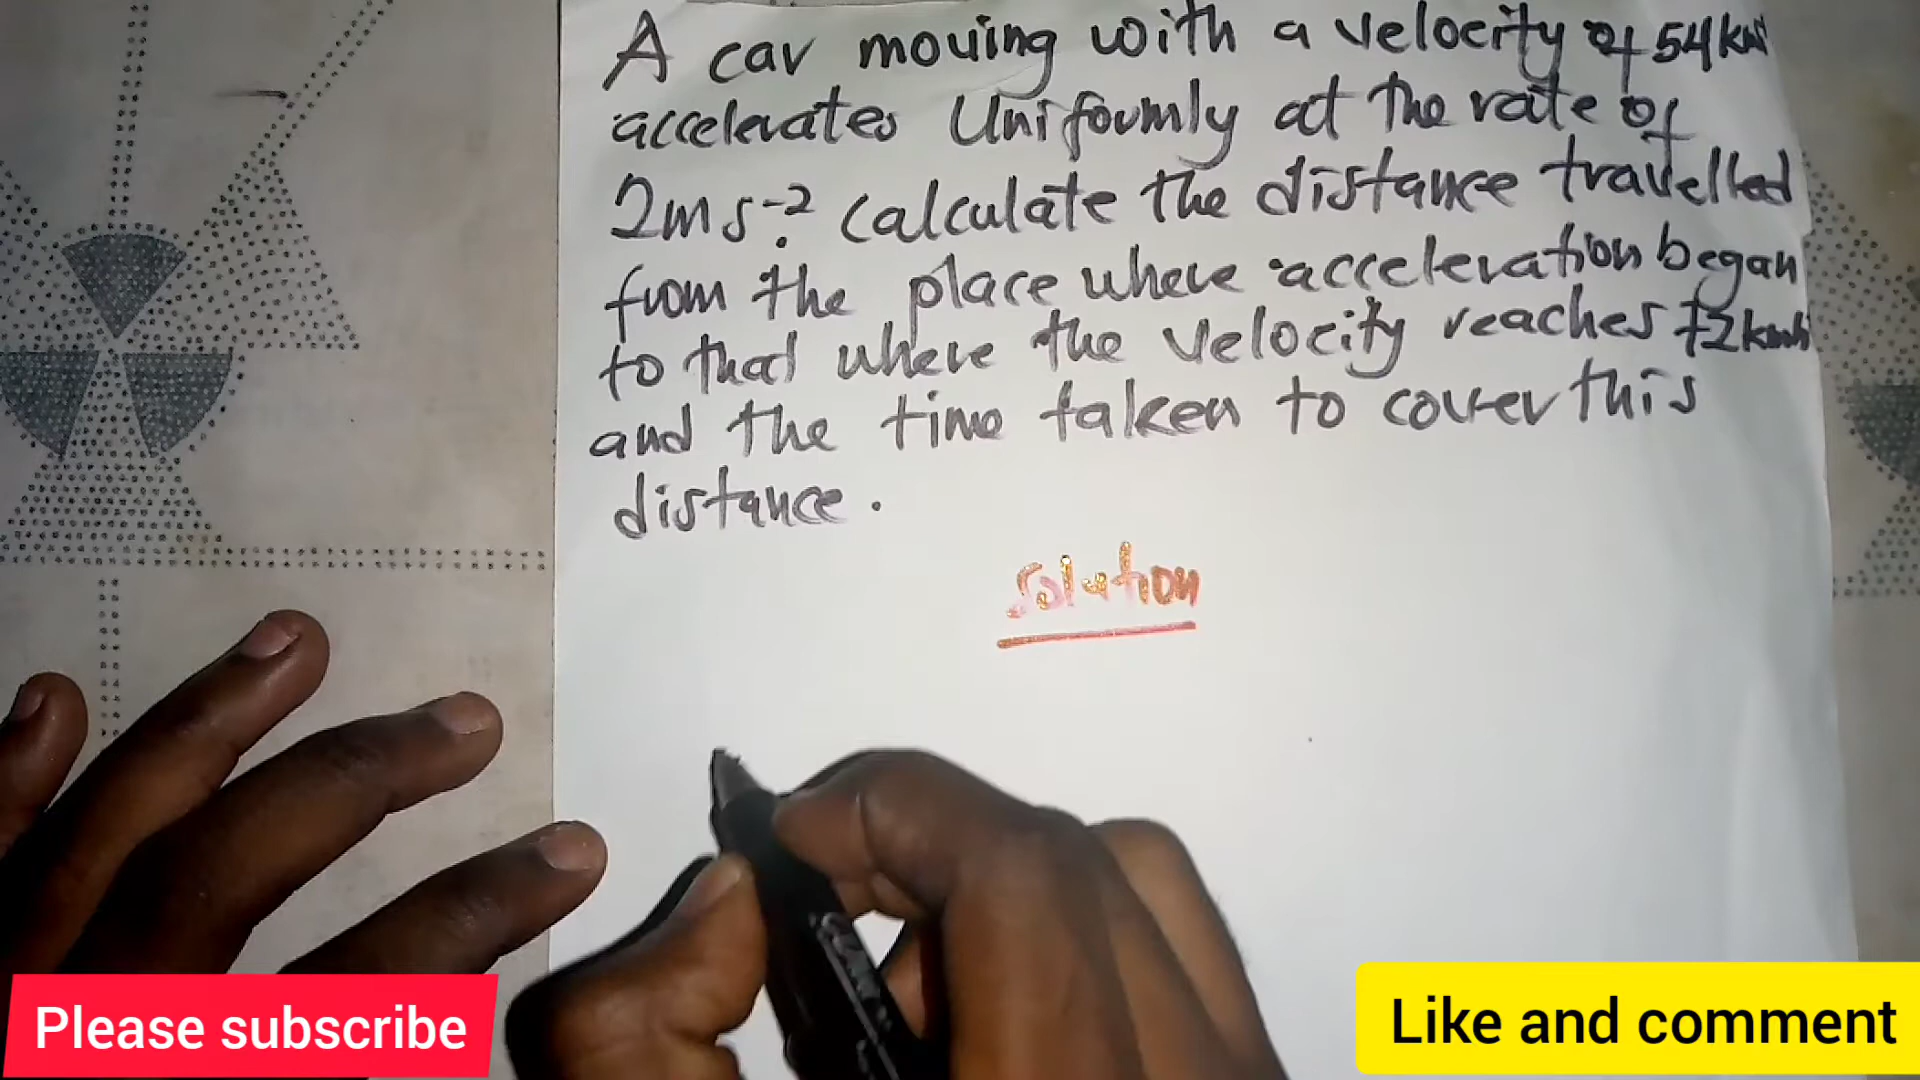 A car moving with a velocity of 54km
accelerates Uniformly at the rate of
2ms⁻². calculate the distance travelled
from the place where acceleration began
to that where the velocity reaches 72kmh
and the time taken to cover this
distance.
Solution
Please subscribe
Like and comment